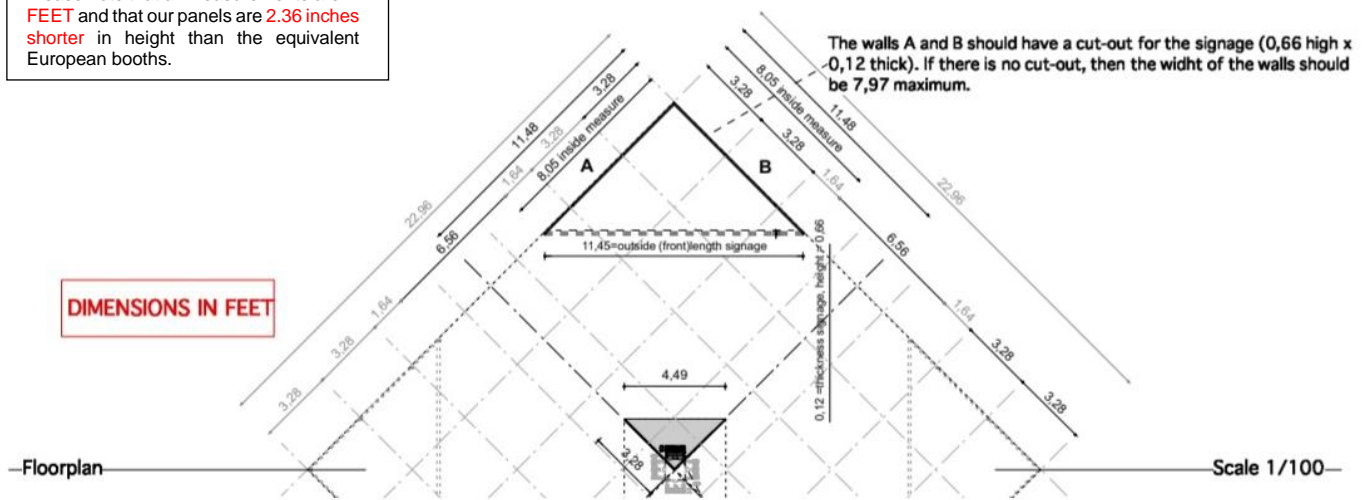 FEET and that our panels are 2.36 inches
shorter in height than the equivalent
European booths.
The walls A and B should have a cut-out for the signage (0,66 high x
0,12 thick). If there is no cut-out, then the widht of the walls should
be 7,97 maximum.
22,96
11,48
3,28
3,28
1,64
8,05 inside measure
6,56
1,64
3,28
3,28
A
B
3,28
8,05 inside measure
11,48
3,28
1,64
22,96
6,56
1,64
3,28
3,28
11,45=outside (front)length signage
0,12 =thickness signage, height = 0,66
DIMENSIONS IN FEET
4,49
3,28
Floorplan
Scale 1/100